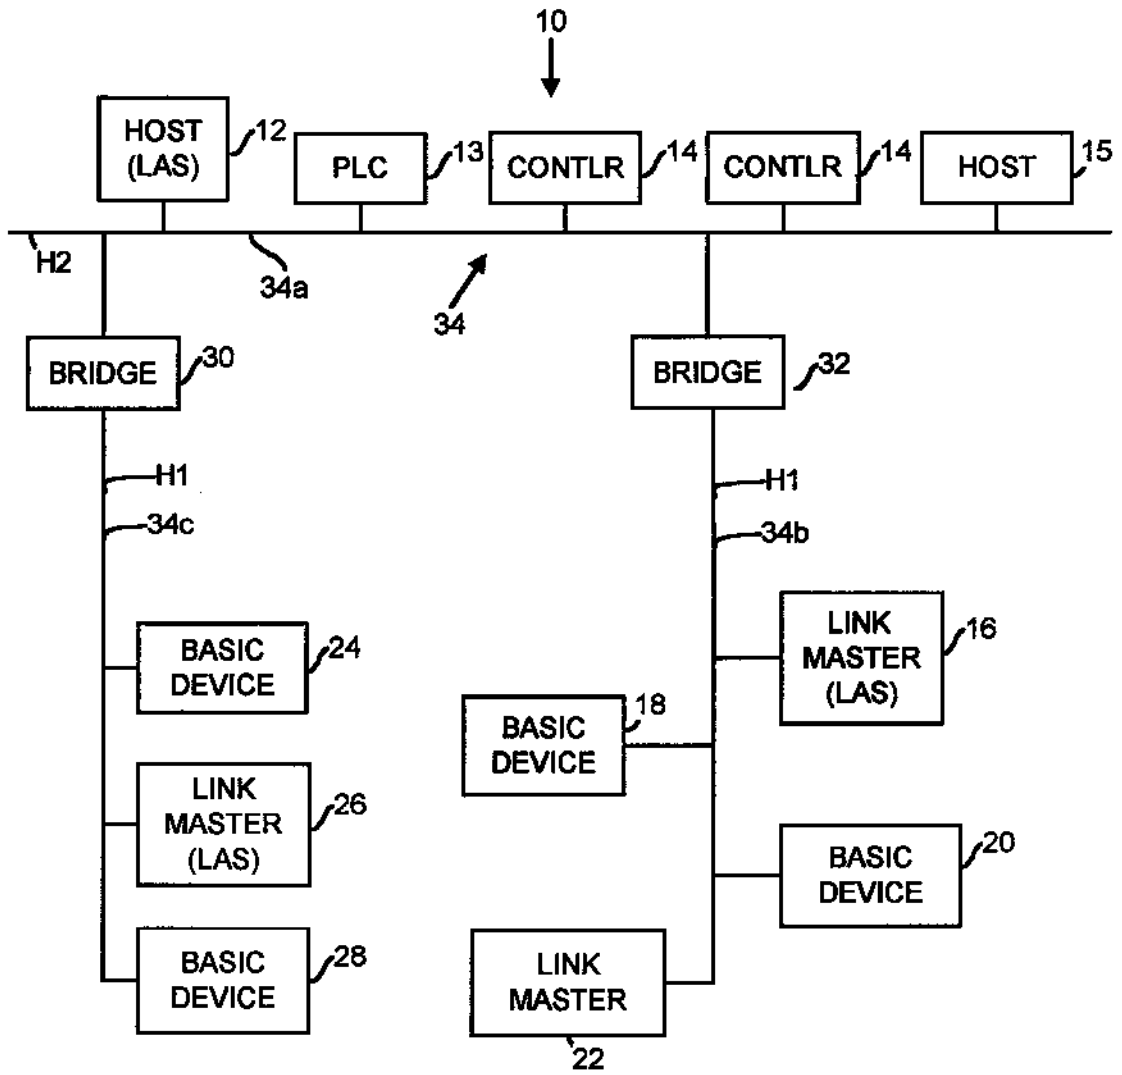 10
HOST
(LAS)
12
PLC
13
CONTLR
14
CONTLR
14
HOST
15
H2
34a
34
BRIDGE
30
BRIDGE
32
H1
34c
H1
34b
BASIC
DEVICE
24
LINK
MASTER
(LAS)
16
BASIC
DEVICE
18
LINK
MASTER
(LAS)
26
BASIC
DEVICE
20
BASIC
DEVICE
28
LINK
MASTER
22